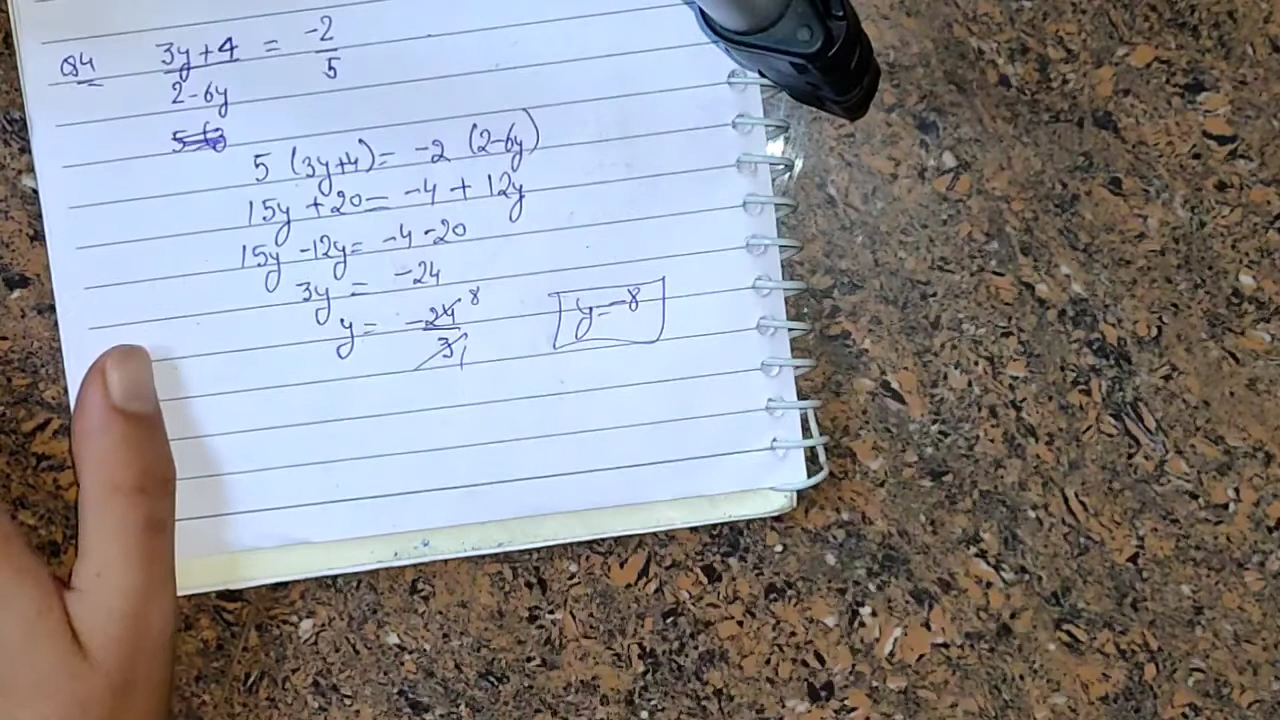 Q4 3y+4 = -2
2-6y 5
5 (3y+4)= -2 (2-6y)
15y +20= -4 + 12y
15y -12y= -4-20
3y = -24
y= -24 8
3 1
y=-8